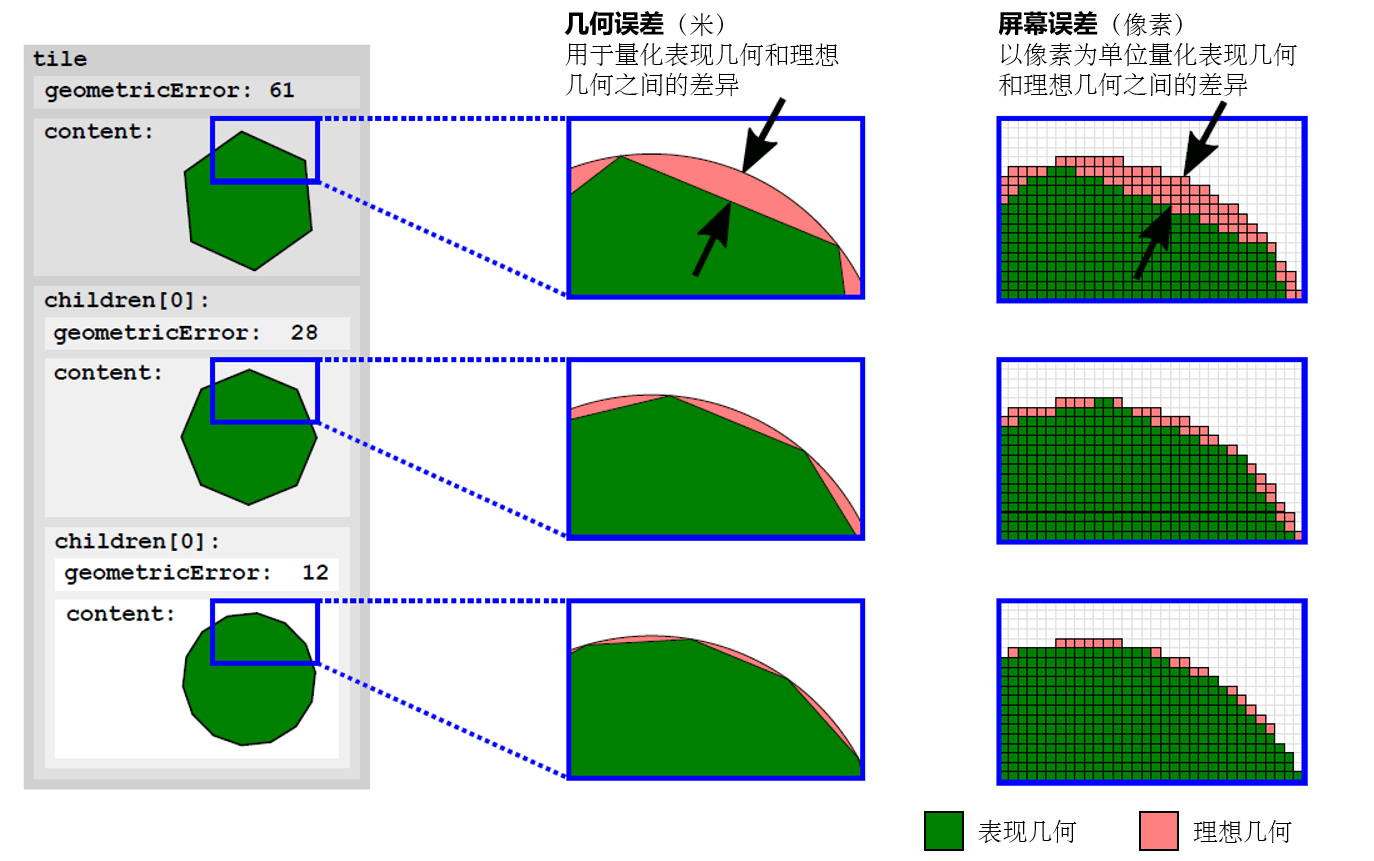 几何误差（米）
用于量化表现几何和理想
几何之间的差异
屏幕误差（像素）
以像素为单位量化表现几何
和理想几何之间的差异
tile
geometricError: 61
content:
children[0]:
geometricError: 28
content:
children[0]:
geometricError: 12
content:
表现几何
理想几何